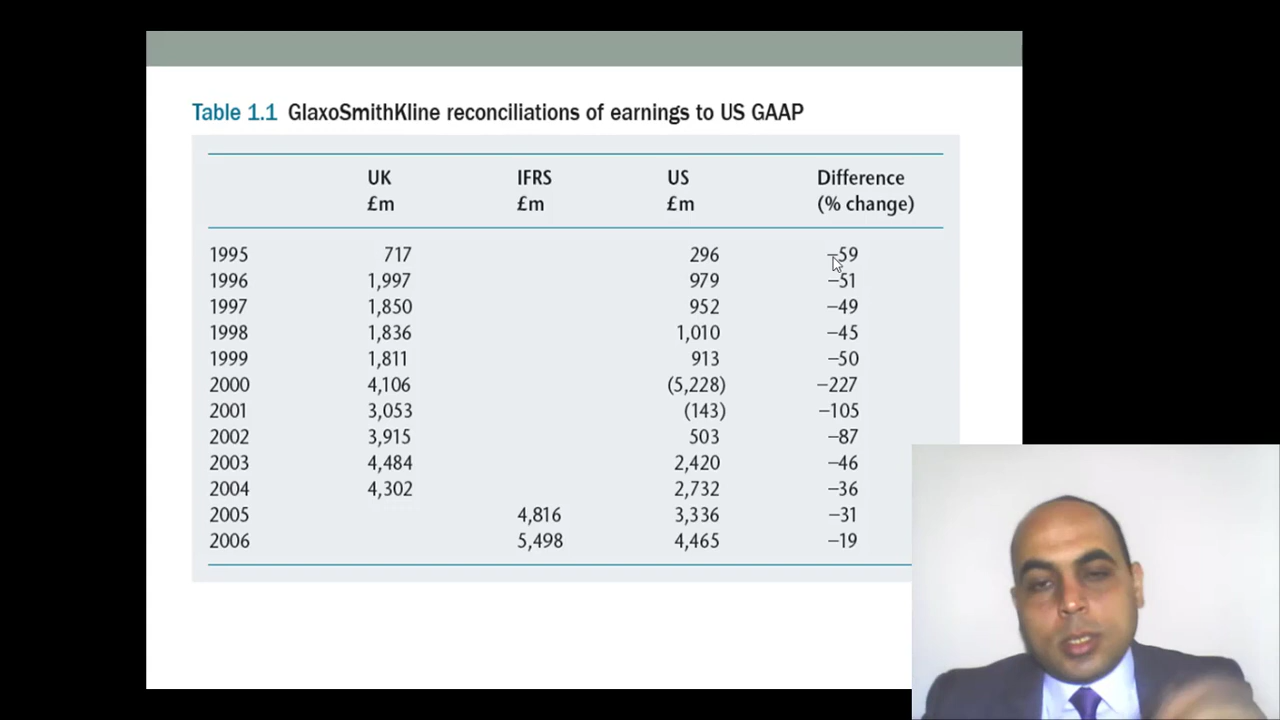 Table 1.1 GlaxoSmithKline reconciliations of earnings to US GAAP
UK IFRS US Difference
£m £m £m (% change)
1995 717 296 –59
1996 1,997 979 –51
1997 1,850 952 –49
1998 1,836 1,010 –45
1999 1,811 913 –50
2000 4,106 (5,228) –227
2001 3,053 (143) –105
2002 3,915 503 –87
2003 4,484 2,420 –46
2004 4,302 2,732 –36
2005 4,816 3,336 –31
2006 5,498 4,465 –19